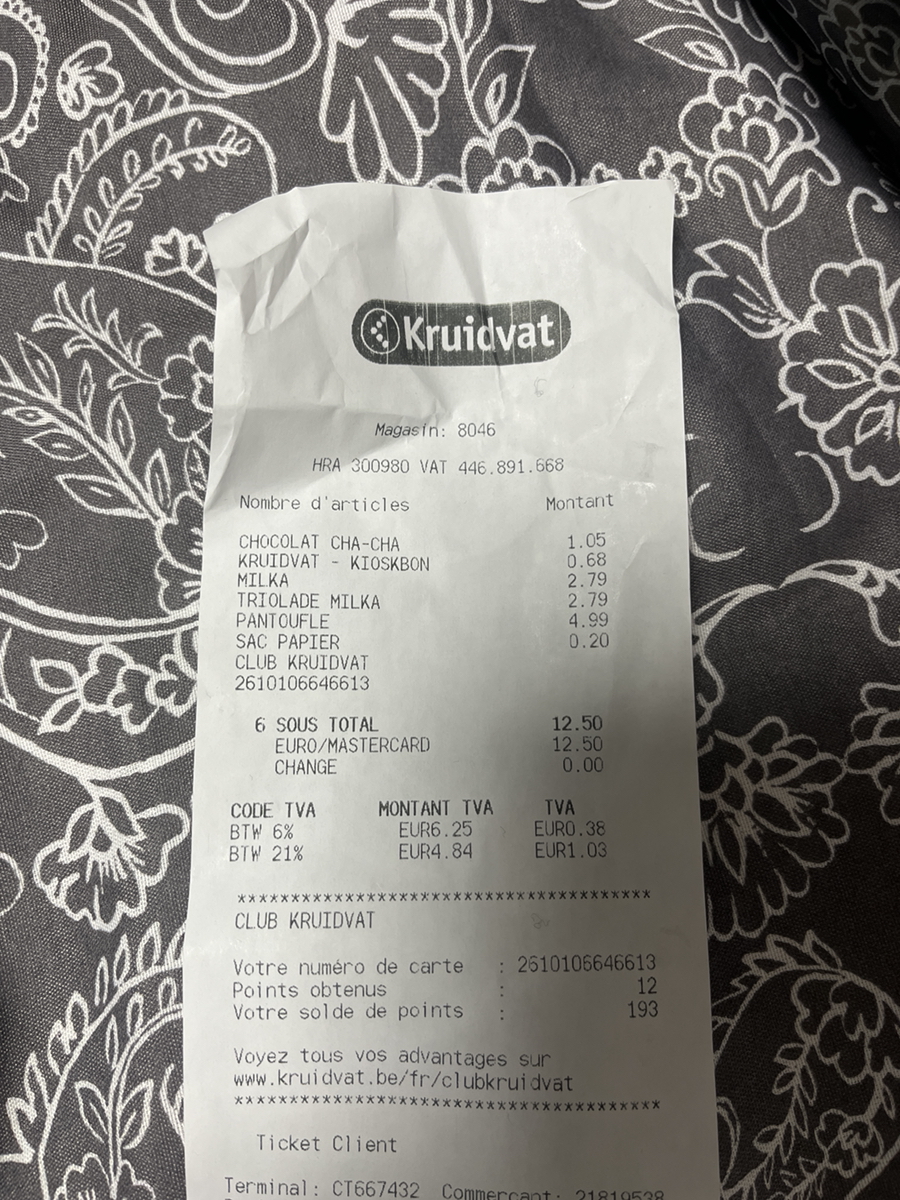 Kruidvat
Magasin: 8046
HRA 300980 VAT 446.891.668
Nombre d'articles Montant
CHOCOLAT CHA-CHA 1.05
KRUIDVAT - KIOSKBON 0.68
MILKA 2.79
TRIOLADE MILKA 2.79
PANTOUFLE 4.99
SAC PAPIER 0.20
CLUB KRUIDVAT
2610106646613
6 SOUS TOTAL 12.50
EURO/MASTERCARD 12.50
CHANGE 0.00
CODE TVA MONTANT TVA TVA
BTW 6% EUR6.25 EUR0.38
BTW 21% EUR4.84 EUR1.03
****************************************
CLUB KRUIDVAT
Votre numéro de carte : 2610106646613
Points obtenus : 12
Votre solde de points : 193
Voyez tous vos advantages sur
www.kruidvat.be/fr/clubkruidvat
****************************************
Ticket Client
Terminal: CT667432 Commerçant: 21819528